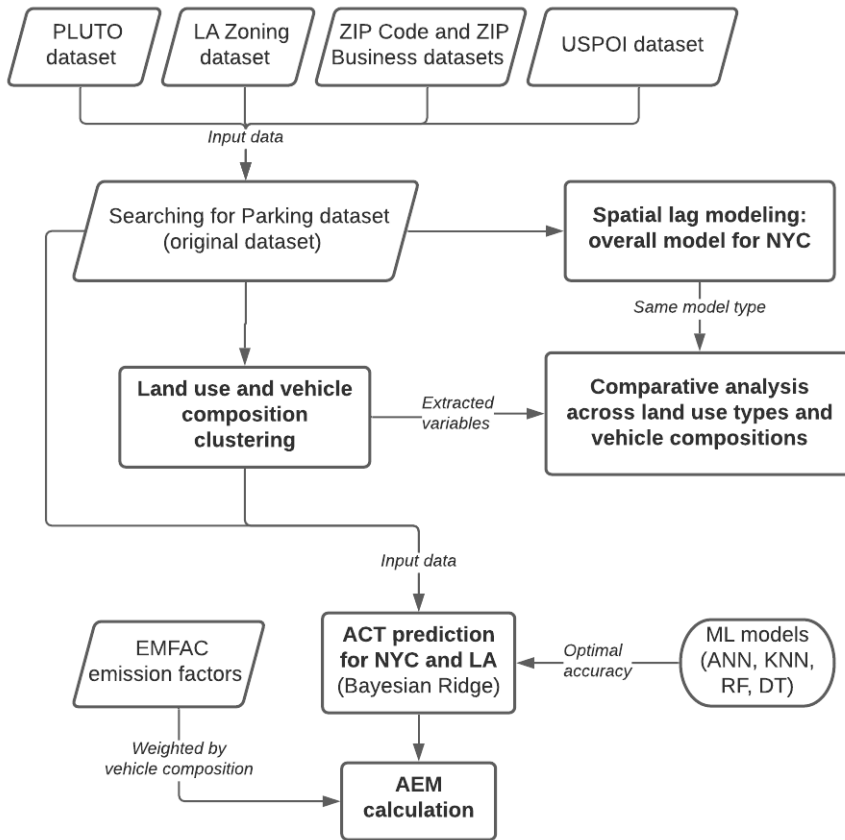 PLUTO
dataset
LA Zoning
dataset
ZIP Code and ZIP
Business datasets
USPOI dataset
Input data
Searching for Parking dataset
(original dataset)
Spatial lag modeling:
overall model for NYC
Same model type
Land use and vehicle
composition
clustering
Extracted
variables
Comparative analysis
across land use types and
vehicle compositions
Input data
EMFAC
emission factors
ACT prediction
for NYC and LA
(Bayesian Ridge)
Optimal
accuracy
ML models
(ANN, KNN,
RF, DT)
Weighted by
vehicle composition
AEM
calculation